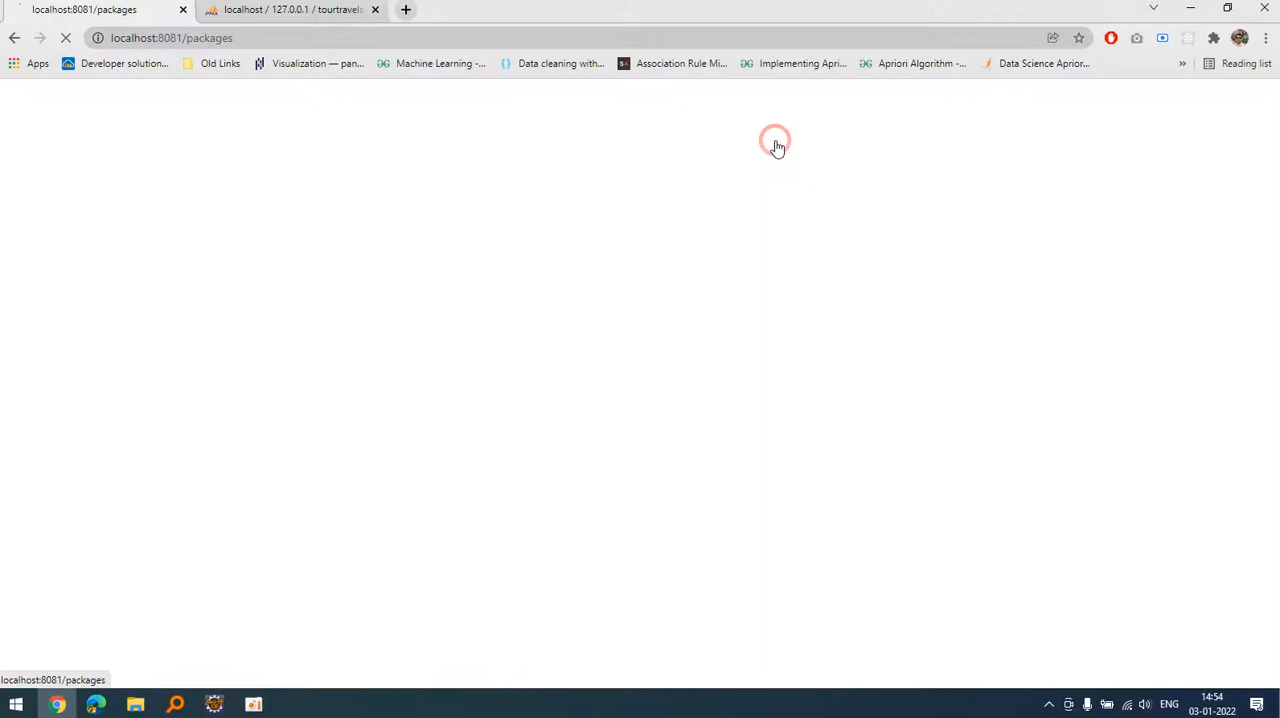 localhost:8081/packages
localhost / 127.0.0.1 / tourtravels
localhost:8081/packages
Apps
Developer solution...
Old Links
Visualization — pan...
Machine Learning -...
Data cleaning with...
Association Rule Mi...
Implementing Apri...
Apriori Algorithm -...
Data Science Aprior...
»
Reading list
localhost:8081/packages
ENG
14:54
03-01-2022